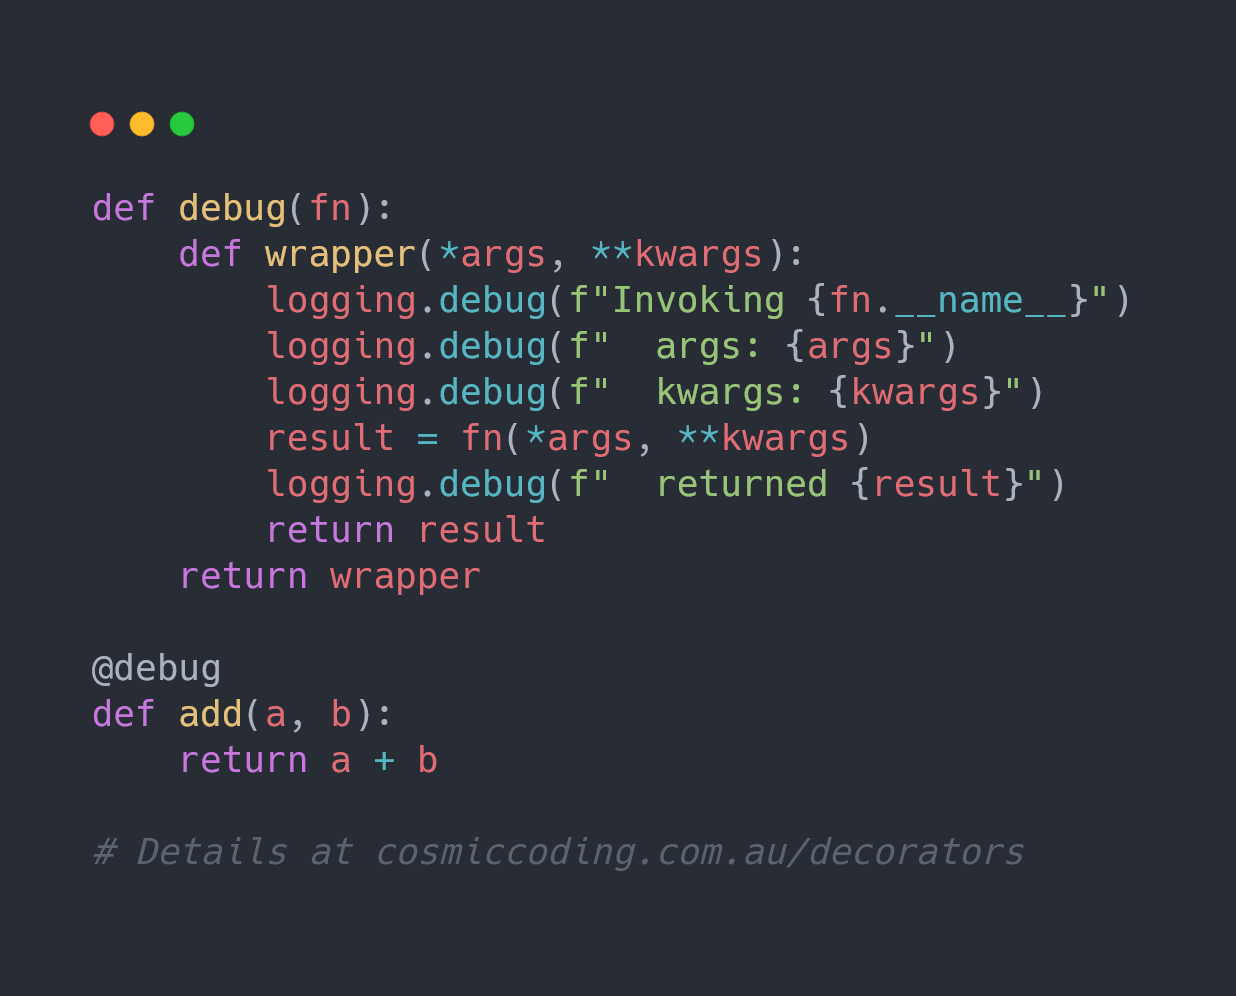 def debug(fn):
    def wrapper(*args, **kwargs):
        logging.debug(f"Invoking {fn.__name__}")
        logging.debug(f"  args: {args}")
        logging.debug(f"  kwargs: {kwargs}")
        result = fn(*args, **kwargs)
        logging.debug(f"  returned {result}")
        return result
    return wrapper

@debug
def add(a, b):
    return a + b

# Details at cosmiccoding.com.au/decorators